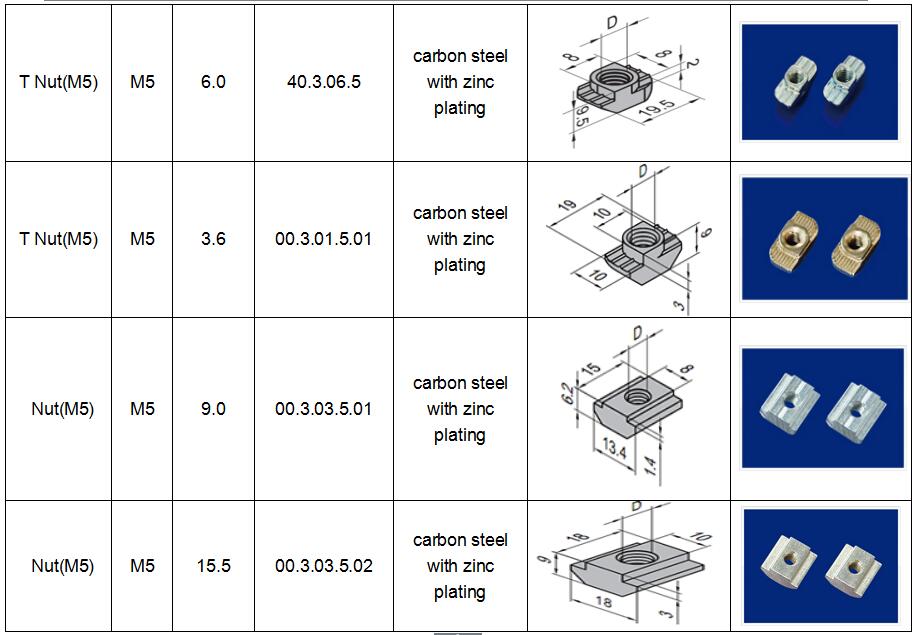 T Nut(M5) M5 6.0 40.3.06.5 carbon steel
with zinc
plating
D
8
8
2
9.5
19.5
T Nut(M5) M5 3.6 00.3.01.5.01 carbon steel
with zinc
plating
D
19
10
6
10
3
Nut(M5) M5 9.0 00.3.03.5.01 carbon steel
with zinc
plating
D
15
8
6.2
13.4
1.4
Nut(M5) M5 15.5 00.3.03.5.02 carbon steel
with zinc
plating
D
18
10
9
18
3